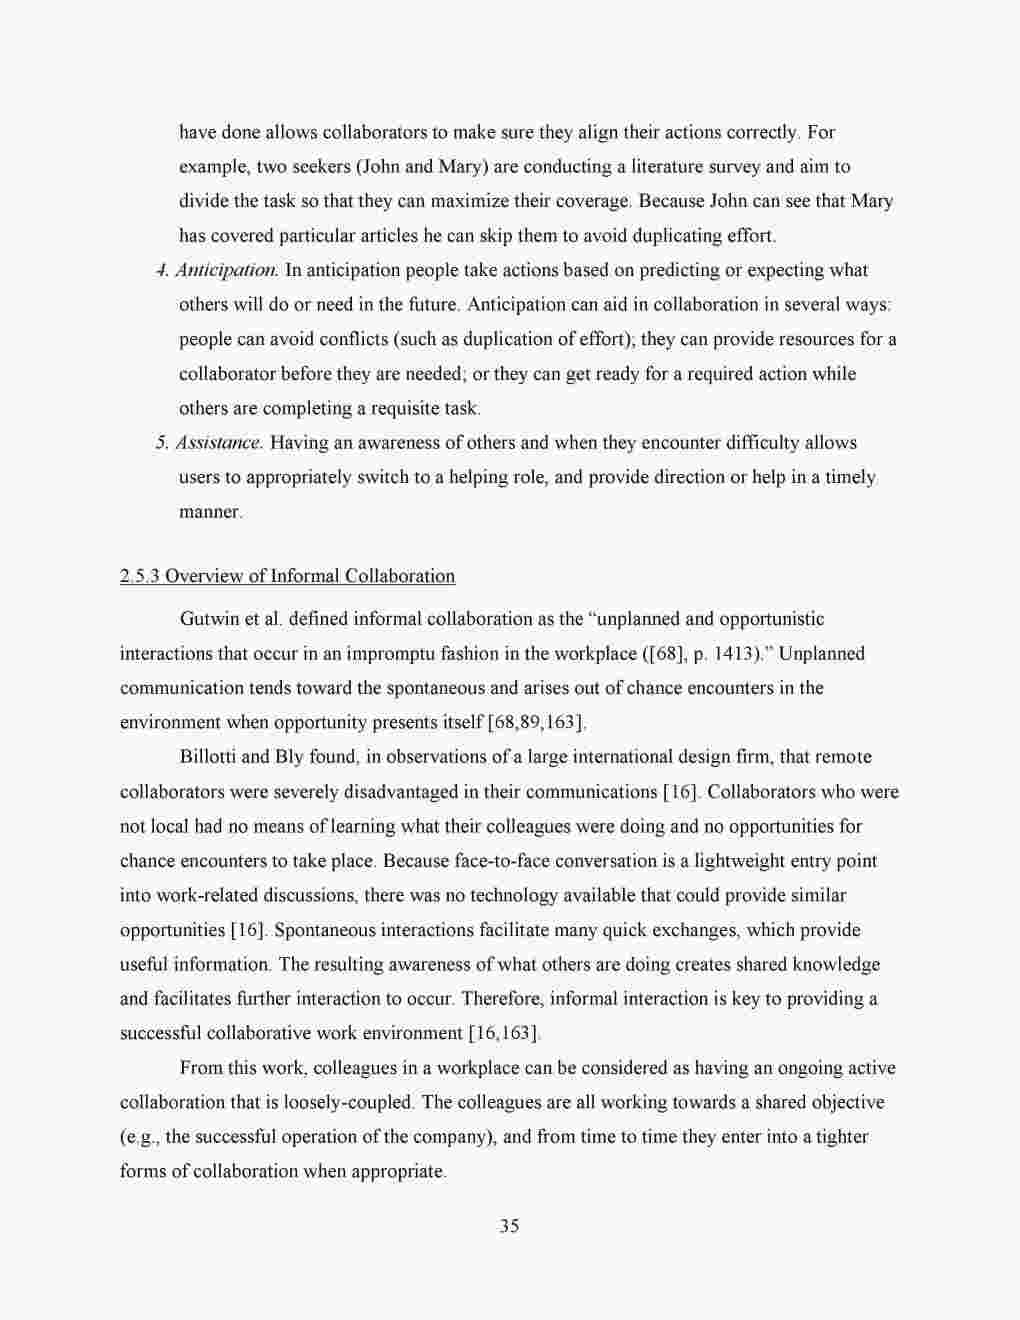 have done allows collaborators to make sure they align their actions correctly. For
example, two seekers (John and Mary) are conducting a literature survey and aim to
divide the task so that they can maximize their coverage. Because John can see that Mary
has covered particular articles he can skip them to avoid duplicating effort.
4. Anticipation. In anticipation people take actions based on predicting or expecting what
others will do or need in the future. Anticipation can aid in collaboration in several ways:
people can avoid conflicts (such as duplication of effort); they can provide resources for a
collaborator before they are needed; or they can get ready for a required action while
others are completing a requisite task.
5. Assistance. Having an awareness of others and when they encounter difficulty allows
users to appropriately switch to a helping role, and provide direction or help in a timely
manner.
2.5.3 Overview of Informal Collaboration
Gutwin et al. defined informal collaboration as the “unplanned and opportunistic
interactions that occur in an impromptu fashion in the workplace ([68], p. 1413).” Unplanned
communication tends toward the spontaneous and arises out of chance encounters in the
environment when opportunity presents itself [68,89,163].
Billotti and Bly found, in observations of a large international design firm, that remote
collaborators were severely disadvantaged in their communications [16]. Collaborators who were
not local had no means of learning what their colleagues were doing and no opportunities for
chance encounters to take place. Because face-to-face conversation is a lightweight entry point
into work-related discussions, there was no technology available that could provide similar
opportunities [16]. Spontaneous interactions facilitate many quick exchanges, which provide
useful information. The resulting awareness of what others are doing creates shared knowledge
and facilitates further interaction to occur. Therefore, informal interaction is key to providing a
successful collaborative work environment [16,163].
From this work, colleagues in a workplace can be considered as having an ongoing active
collaboration that is loosely-coupled. The colleagues are all working towards a shared objective
(e.g., the successful operation of the company), and from time to time they enter into a tighter
forms of collaboration when appropriate.
35